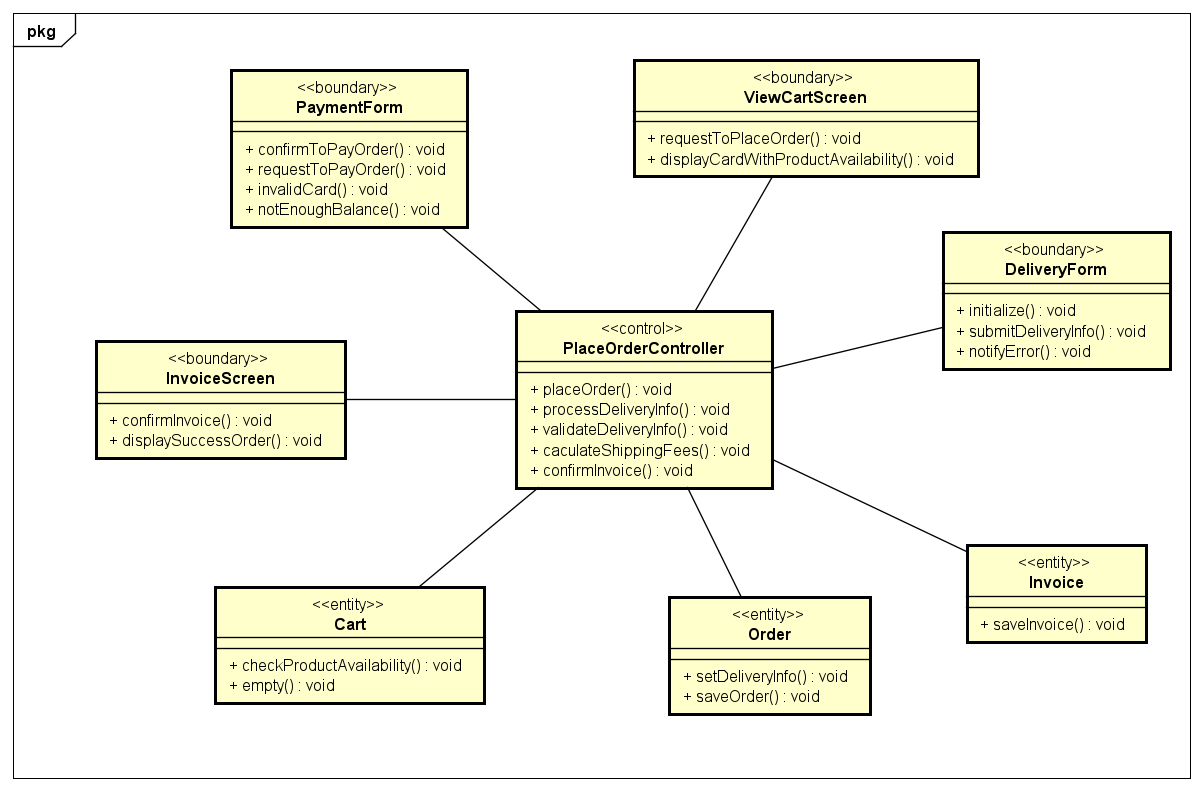 pkg
<<boundary>>
PaymentForm
+ confirmToPayOrder() : void
+ requestToPayOrder() : void
+ invalidCard() : void
+ notEnoughBalance() : void
<<boundary>>
ViewCartScreen
+ requestToPlaceOrder() : void
+ displayCardWithProductAvailability() : void
<<boundary>>
DeliveryForm
+ initialize() : void
+ submitDeliveryInfo() : void
+ notifyError() : void
<<control>>
PlaceOrderController
+ placeOrder() : void
+ processDeliveryInfo() : void
+ validateDeliveryInfo() : void
+ caculateShippingFees() : void
+ confirmInvoice() : void
<<boundary>>
InvoiceScreen
+ confirmInvoice() : void
+ displaySuccessOrder() : void
<<entity>>
Cart
+ checkProductAvailability() : void
+ empty() : void
<<entity>>
Order
+ setDeliveryInfo() : void
+ saveOrder() : void
<<entity>>
Invoice
+ saveInvoice() : void